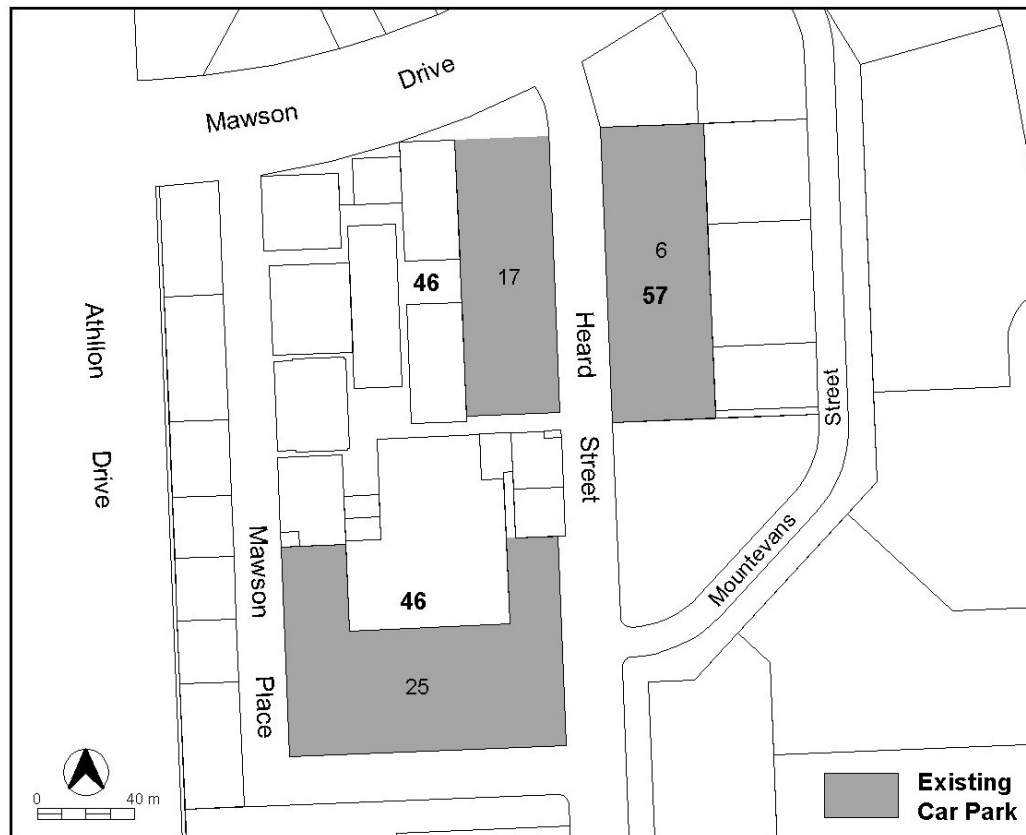 Mawson Drive
46
17
6
57
Athllon Drive
Heard Street
Street
Mountevans
Mawson Place
46
25
0 40 m
Existing
Car Park